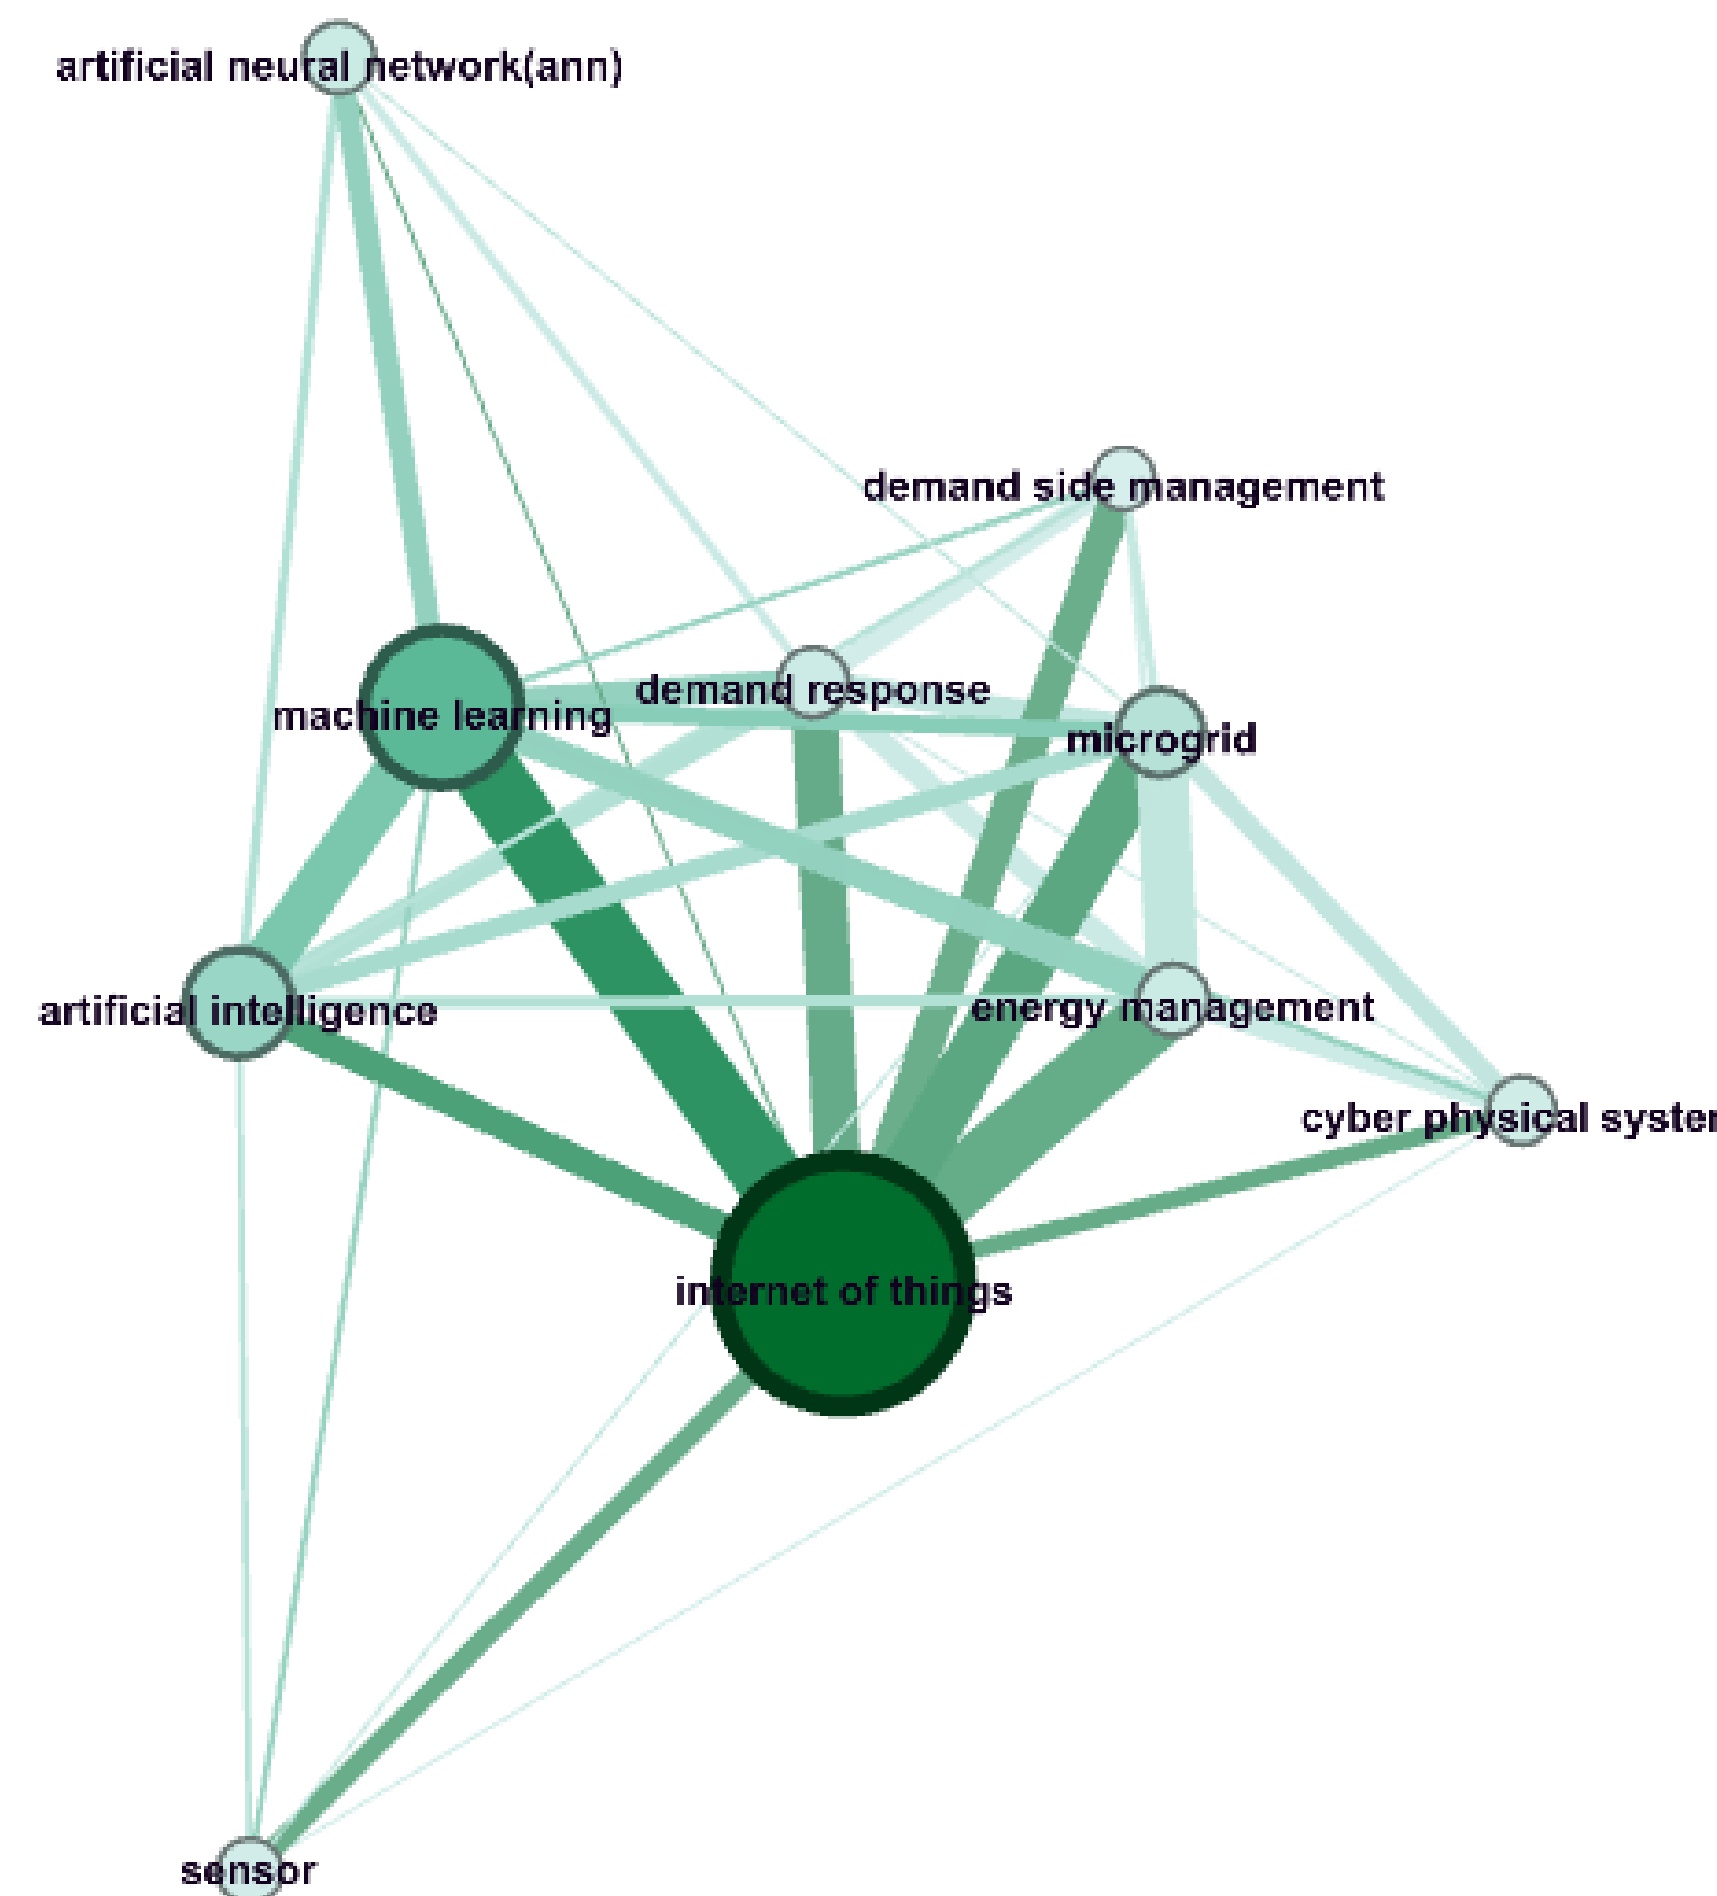 artificial neural network(ann)
demand side management
demand response
machine learning
microgrid
artificial intelligence
energy management
cyber physical syster
internet of things
sensor